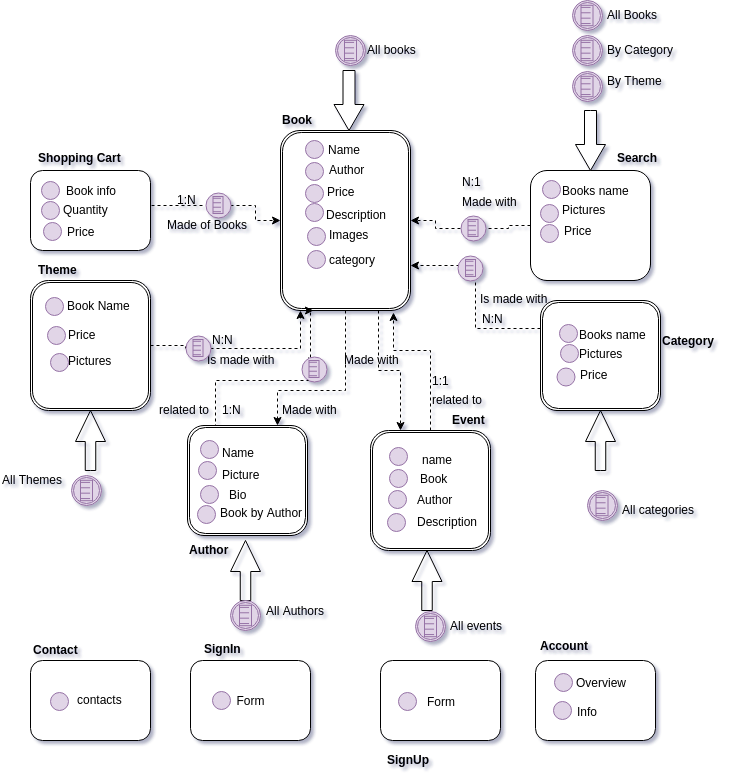 All Books
By Category
By Theme
All books
Book
Name
Author
Price
Description
Images
category
Shopping Cart
Book info
Quantity
Price
1:N
Made of Books
Search
Books name
Pictures
Price
N:1
Made with
Theme
Book Name
Price
Pictures
N:N
Is made with
Is made with
N:N
Category
Books name
Pictures
Price
Made with
1:1
related to
related to
1:N
Made with
Event
name
Book
Author
Description
Name
Picture
Bio
Book by Author
Author
All Themes
All categories
All Authors
All events
Contact
contacts
SignIn
Form
Form
SignUp
Account
Overview
Info